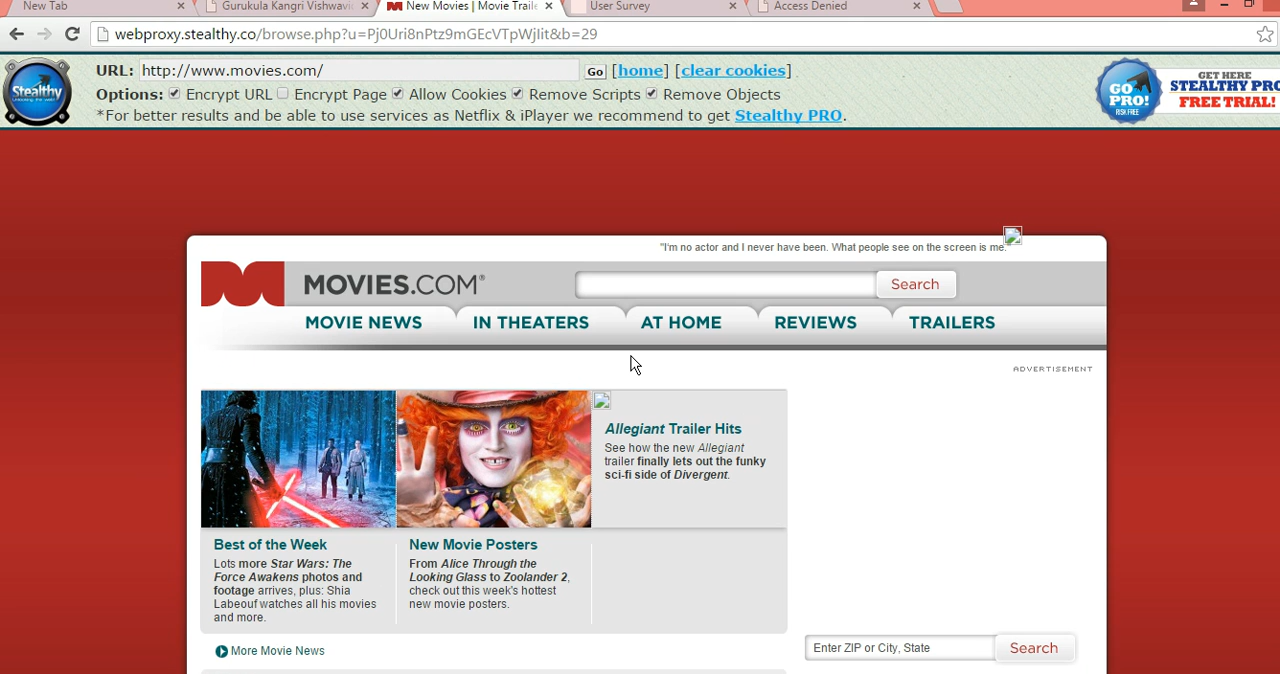 New Tab
Gurukula Kangri Vishwavi
New Movies | Movie Traile
User Survey
Access Denied
webproxy.stealthy.co/browse.php?u=Pj0Uri8nPtz9mGEcVTpWjlit&b=29
Stealthy
URL: http://www.movies.com/ Go [home] [clear cookies]
Options: Encrypt URL Encrypt Page Allow Cookies Remove Scripts Remove Objects
*For better results and be able to use services as Netflix & iPlayer we recommend to get Stealthy PRO.
GO
PRO!
RISK FREE
GET HERE
STEALTHY PRO
FREE TRIAL!
"I'm no actor and I never have been. What people see on the screen is me."
MOVIES.COM®
Search
MOVIE NEWS
IN THEATERS
AT HOME
REVIEWS
TRAILERS
ADVERTISEMENT
Allegiant Trailer Hits
See how the new Allegiant
trailer finally lets out the funky
sci-fi side of Divergent.
Best of the Week
Lots more Star Wars: The
Force Awakens photos and
footage arrives, plus: Shia
Labeouf watches all his movies
and more.
New Movie Posters
From Alice Through the
Looking Glass to Zoolander 2,
check out this week's hottest
new movie posters.
More Movie News
Enter ZIP or City, State
Search